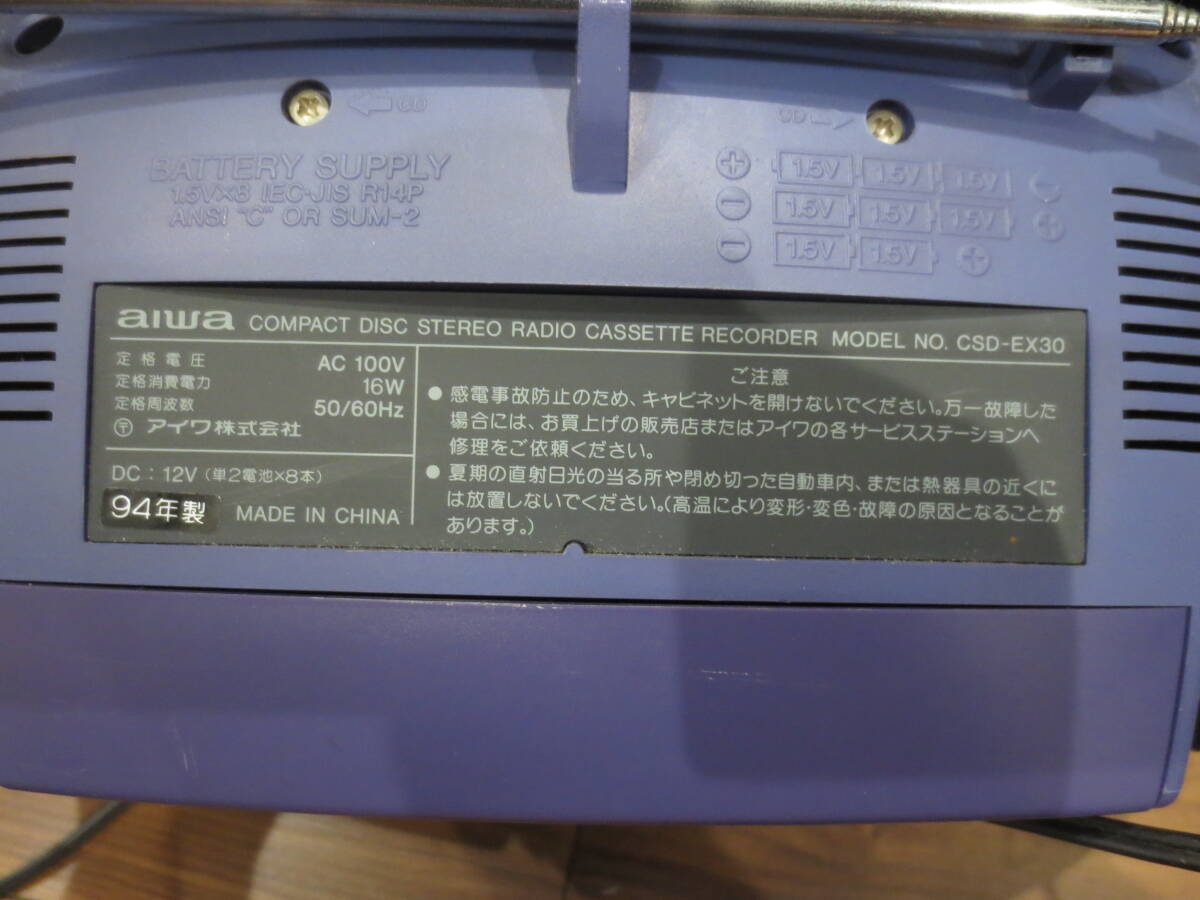 ⇦ CD
CD ⇨
BATTERY SUPPLY
1.5V×8 IEC·JIS R14P
ANSI "C" OR SUM-2
⊕ 1.5V 1.5V 1.5V ⊖
⊖ 1.5V 1.5V 1.5V ⊕
⊖ 1.5V 1.5V ⊕
aiwa COMPACT DISC STEREO RADIO CASSETTE RECORDER MODEL NO. CSD-EX30
定格電圧 AC 100V
定格消費電力 16W
定格周波数 50/60Hz
〶 アイワ株式会社
DC : 12V (単2電池×8本)
94年製 MADE IN CHINA
ご注意
●感電事故防止のため、キャビネットを開けないでください。万一故障した
場合には、お買上げの販売店またはアイワの各サービスステーションへ
修理をご依頼ください。
●夏期の直射日光の当る所や閉め切った自動車内、または熱器具の近くに
は放置しないでください。(高温により変形・変色・故障の原因となることが
あります。)